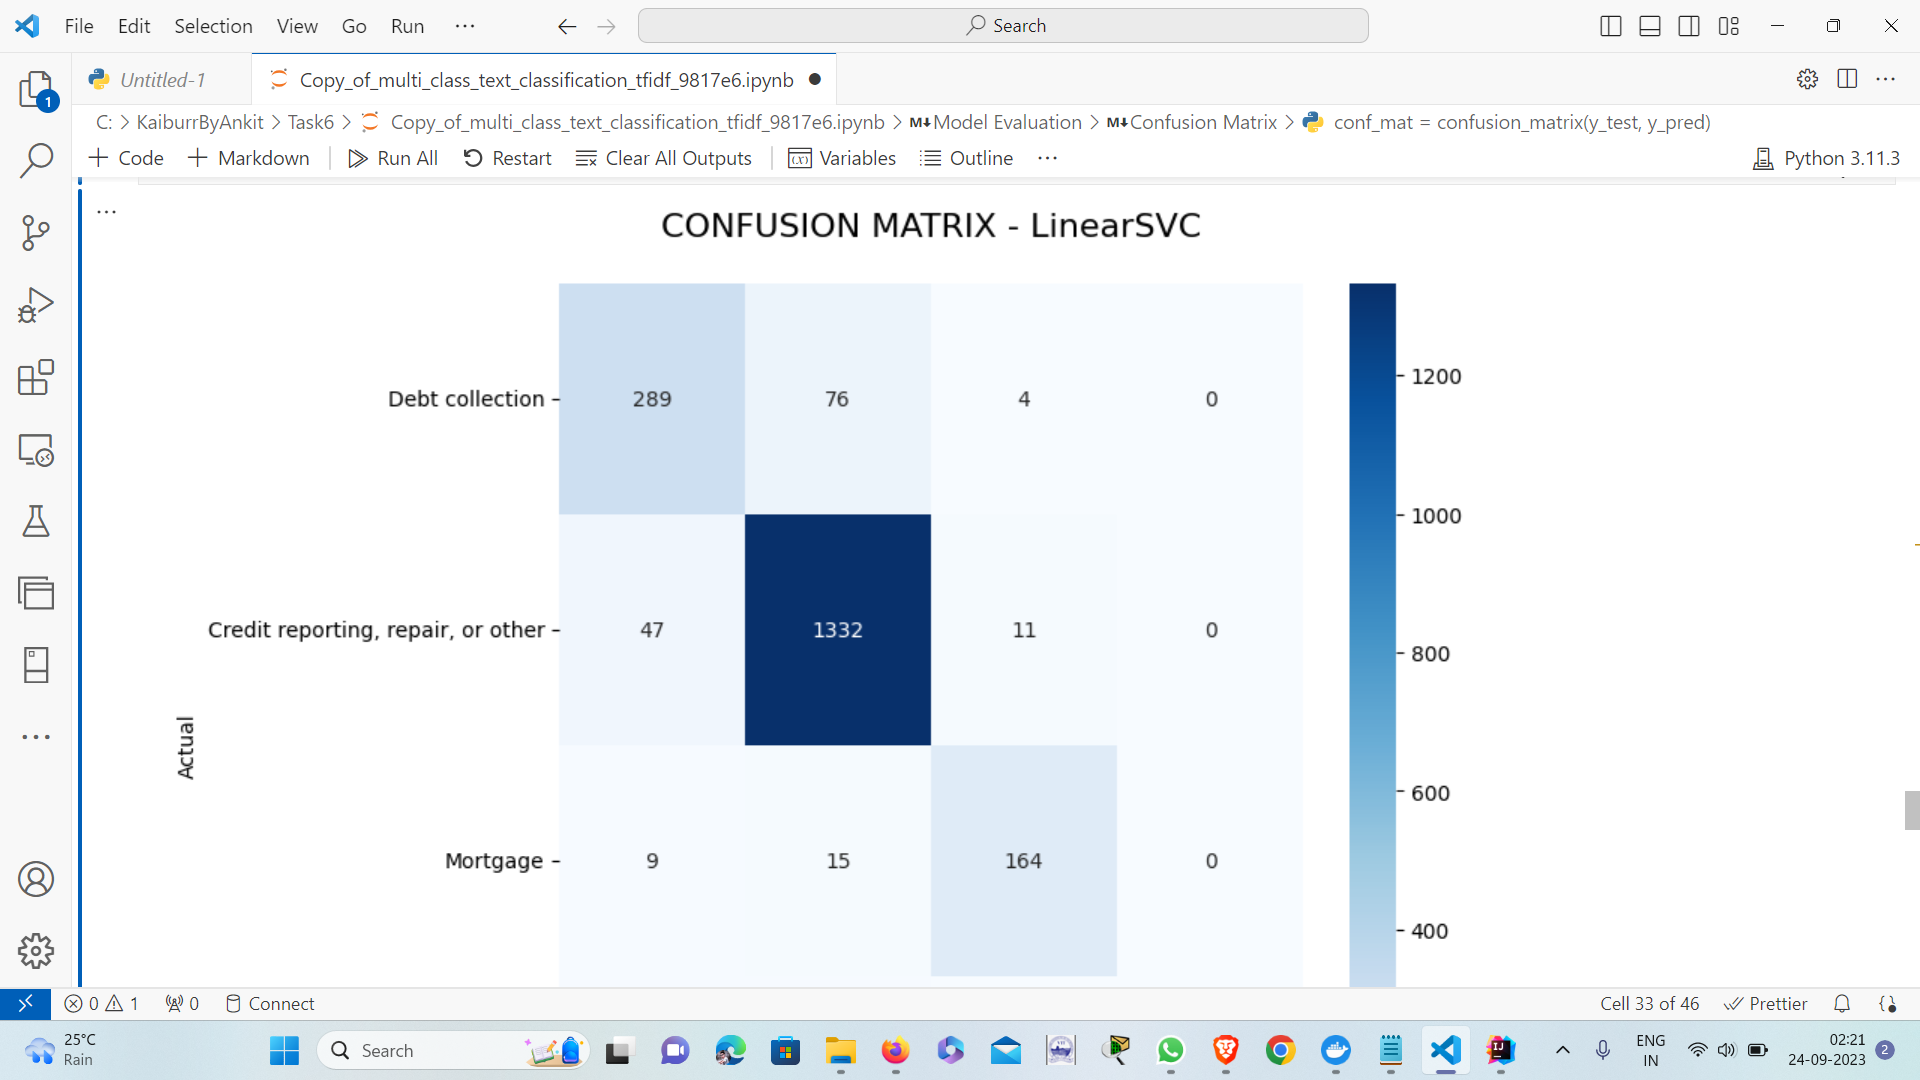 File Edit Selection View Go Run ··· Search
Untitled-1 Copy_of_multi_class_text_classification_tfidf_9817e6.ipynb
C: > KaiburrByAnkit > Task6 > Copy_of_multi_class_text_classification_tfidf_9817e6.ipynb > M↓Model Evaluation > M↓Confusion Matrix > conf_mat = confusion_matrix(y_test, y_pred)
+ Code + Markdown Run All Restart Clear All Outputs Variables Outline ··· Python 3.11.3
1
CONFUSION MATRIX - LinearSVC
Debt collection 289 76 4 0
Credit reporting, repair, or other 47 1332 11 0
Mortgage 9 15 164 0
Actual
1200
1000
800
600
400
0 1 0 Connect Cell 33 of 46 Prettier
25°C
Rain
Search
ENG
IN
02:21
24-09-2023
2